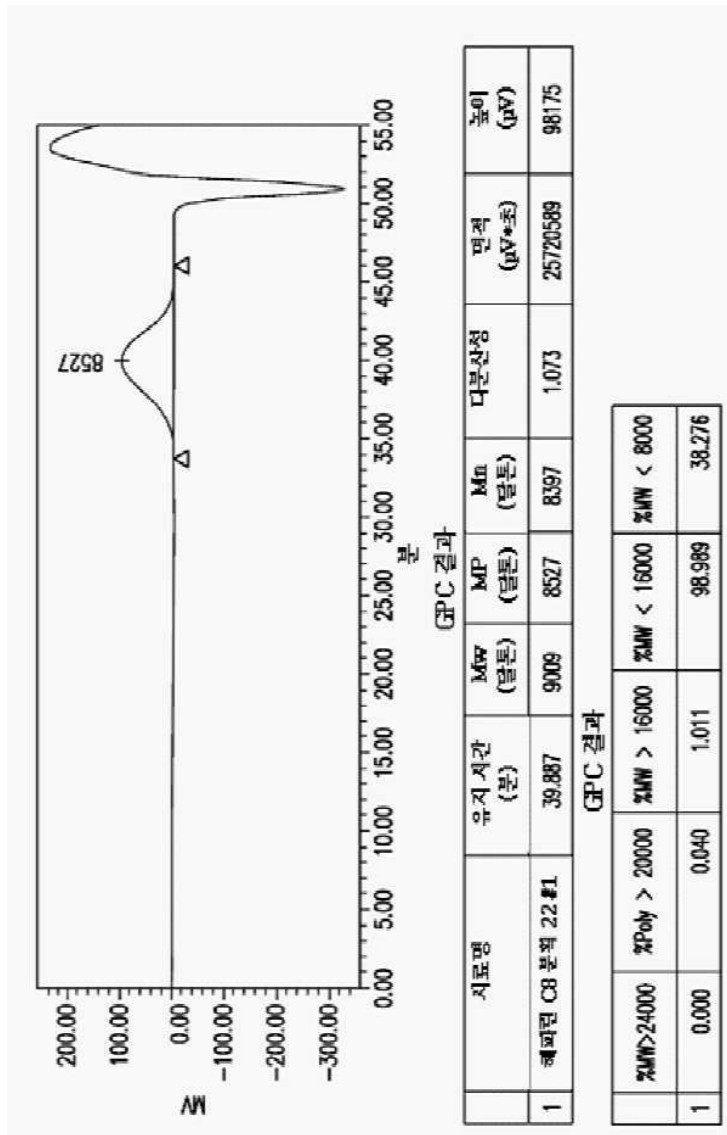 MV
200.00
100.00
0.00
-100.00
-200.00
-300.00
8527
0.00 5.00 10.00 15.00 20.00 25.00 30.00 35.00 40.00 45.00 50.00 55.00
분
GPC 결과
시료명 유지 시간 (분) Mw (달톤) MP (달톤) Mn (달톤) 다분산성 면적 (μV*초) 높이 (μV)
1 헤파린 C8 분획 22 #1 39.887 9009 8527 8397 1.073 25720589 98175
GPC 결과
%MW>24000 %Poly > 20000 %MW > 16000 %MW < 16000 %MW < 8000
1 0.000 0.040 1.011 98.989 38.276